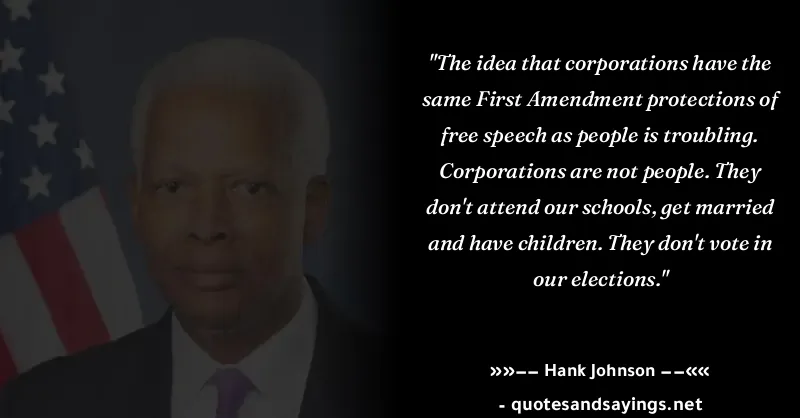 "The idea that corporations have the
same First Amendment protections of
free speech as people is troubling.
Corporations are not people. They
don't attend our schools, get married
and have children. They don't vote in
our elections."
»»−− Hank Johnson −−««
- quotesandsayings.net